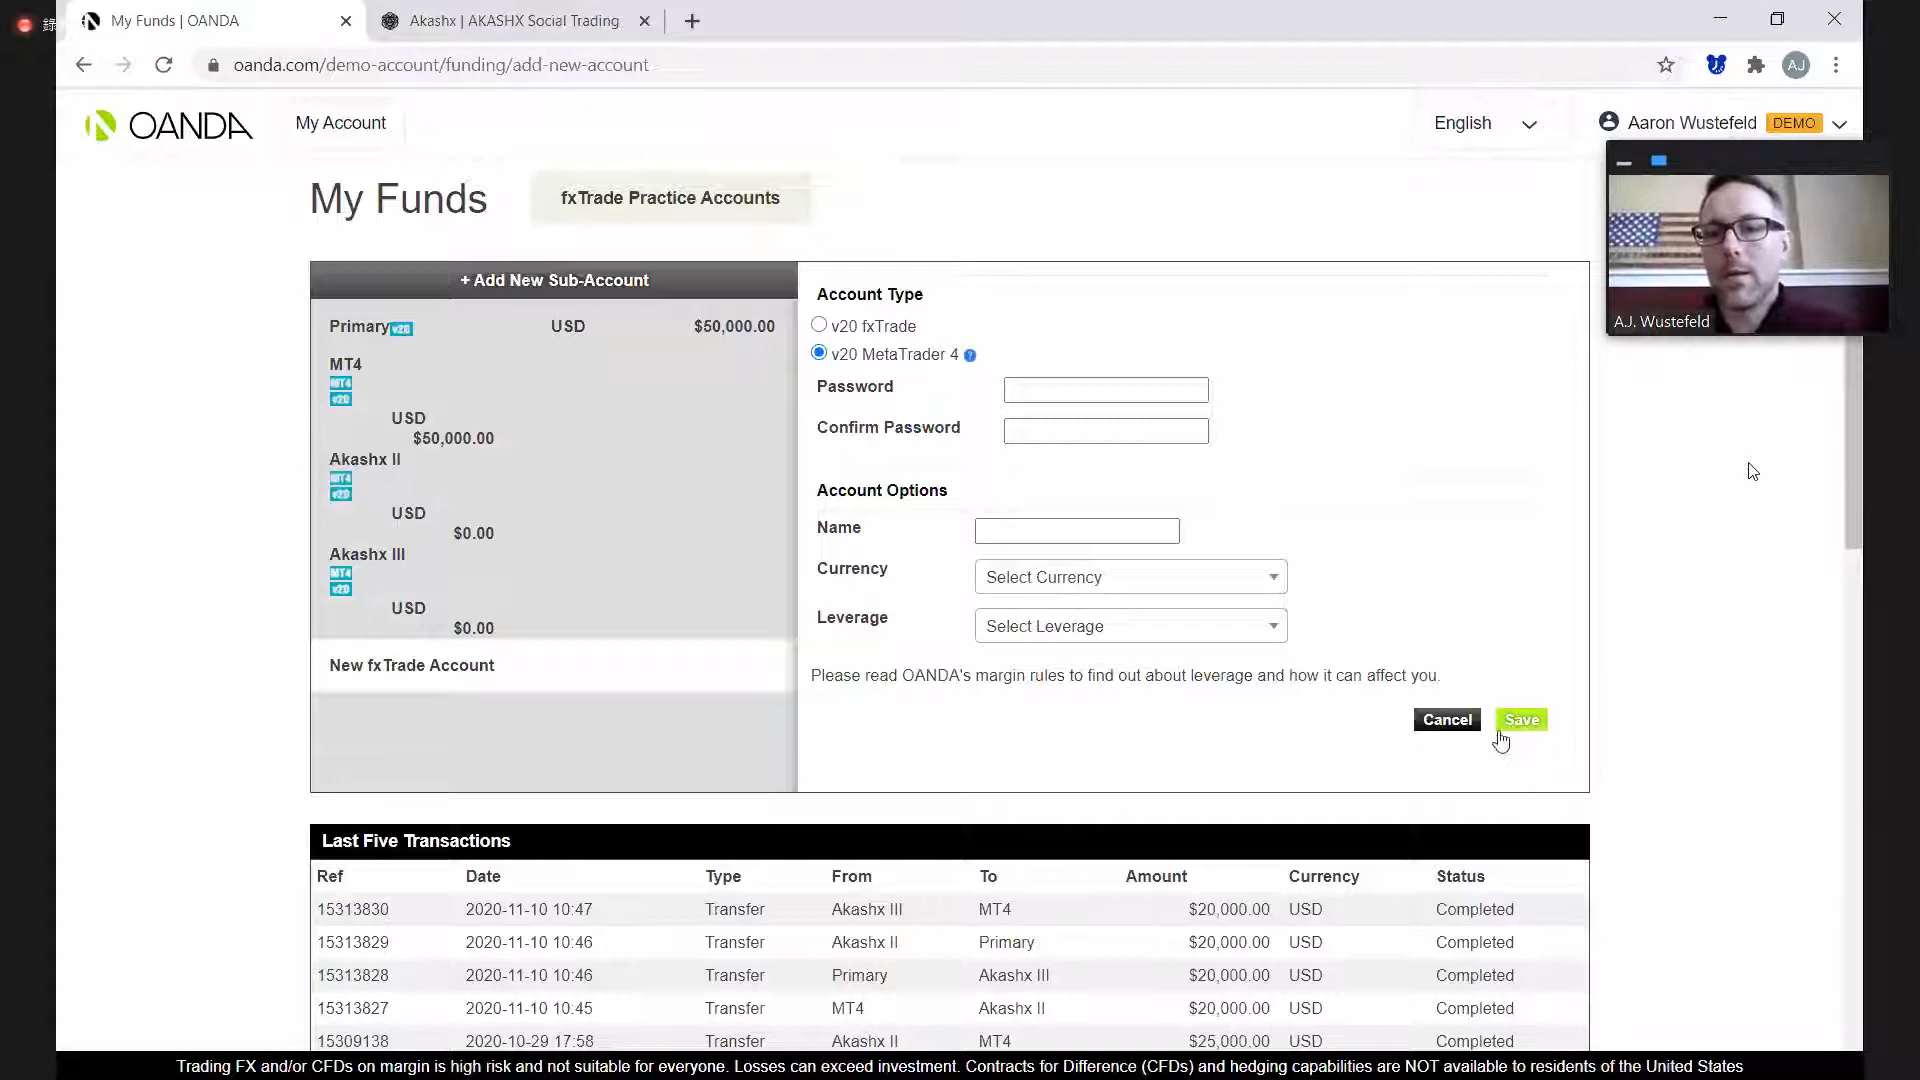 錄
My Funds | OANDA
Akashx | AKASHX Social Trading
oanda.com/demo-account/funding/add-new-account
AJ
OANDA
My Account
English
Aaron Wustefeld DEMO
My Funds
fxTrade Practice Accounts
A.J. Wustefeld
+ Add New Sub-Account
Primary v20 USD $50,000.00
MT4
MT4
v20
USD
$50,000.00
Akashx II
MT4
v20
USD
$0.00
Akashx III
MT4
v20
USD
$0.00
New fxTrade Account
Account Type
v20 fxTrade
v20 MetaTrader 4 ?
Password
Confirm Password
Account Options
Name
Currency Select Currency
Leverage Select Leverage
Please read OANDA's margin rules to find out about leverage and how it can affect you.
Cancel Save
Last Five Transactions
Ref Date Type From To Amount Currency Status
15313830 2020-11-10 10:47 Transfer Akashx III MT4 $20,000.00 USD Completed
15313829 2020-11-10 10:46 Transfer Akashx II Primary $20,000.00 USD Completed
15313828 2020-11-10 10:46 Transfer Primary Akashx III $20,000.00 USD Completed
15313827 2020-11-10 10:45 Transfer MT4 Akashx II $20,000.00 USD Completed
15309138 2020-10-29 17:58 Transfer Akashx II MT4 $25,000.00 USD Completed
Trading FX and/or CFDs on margin is high risk and not suitable for everyone. Losses can exceed investment. Contracts for Difference (CFDs) and hedging capabilities are NOT available to residents of the United States